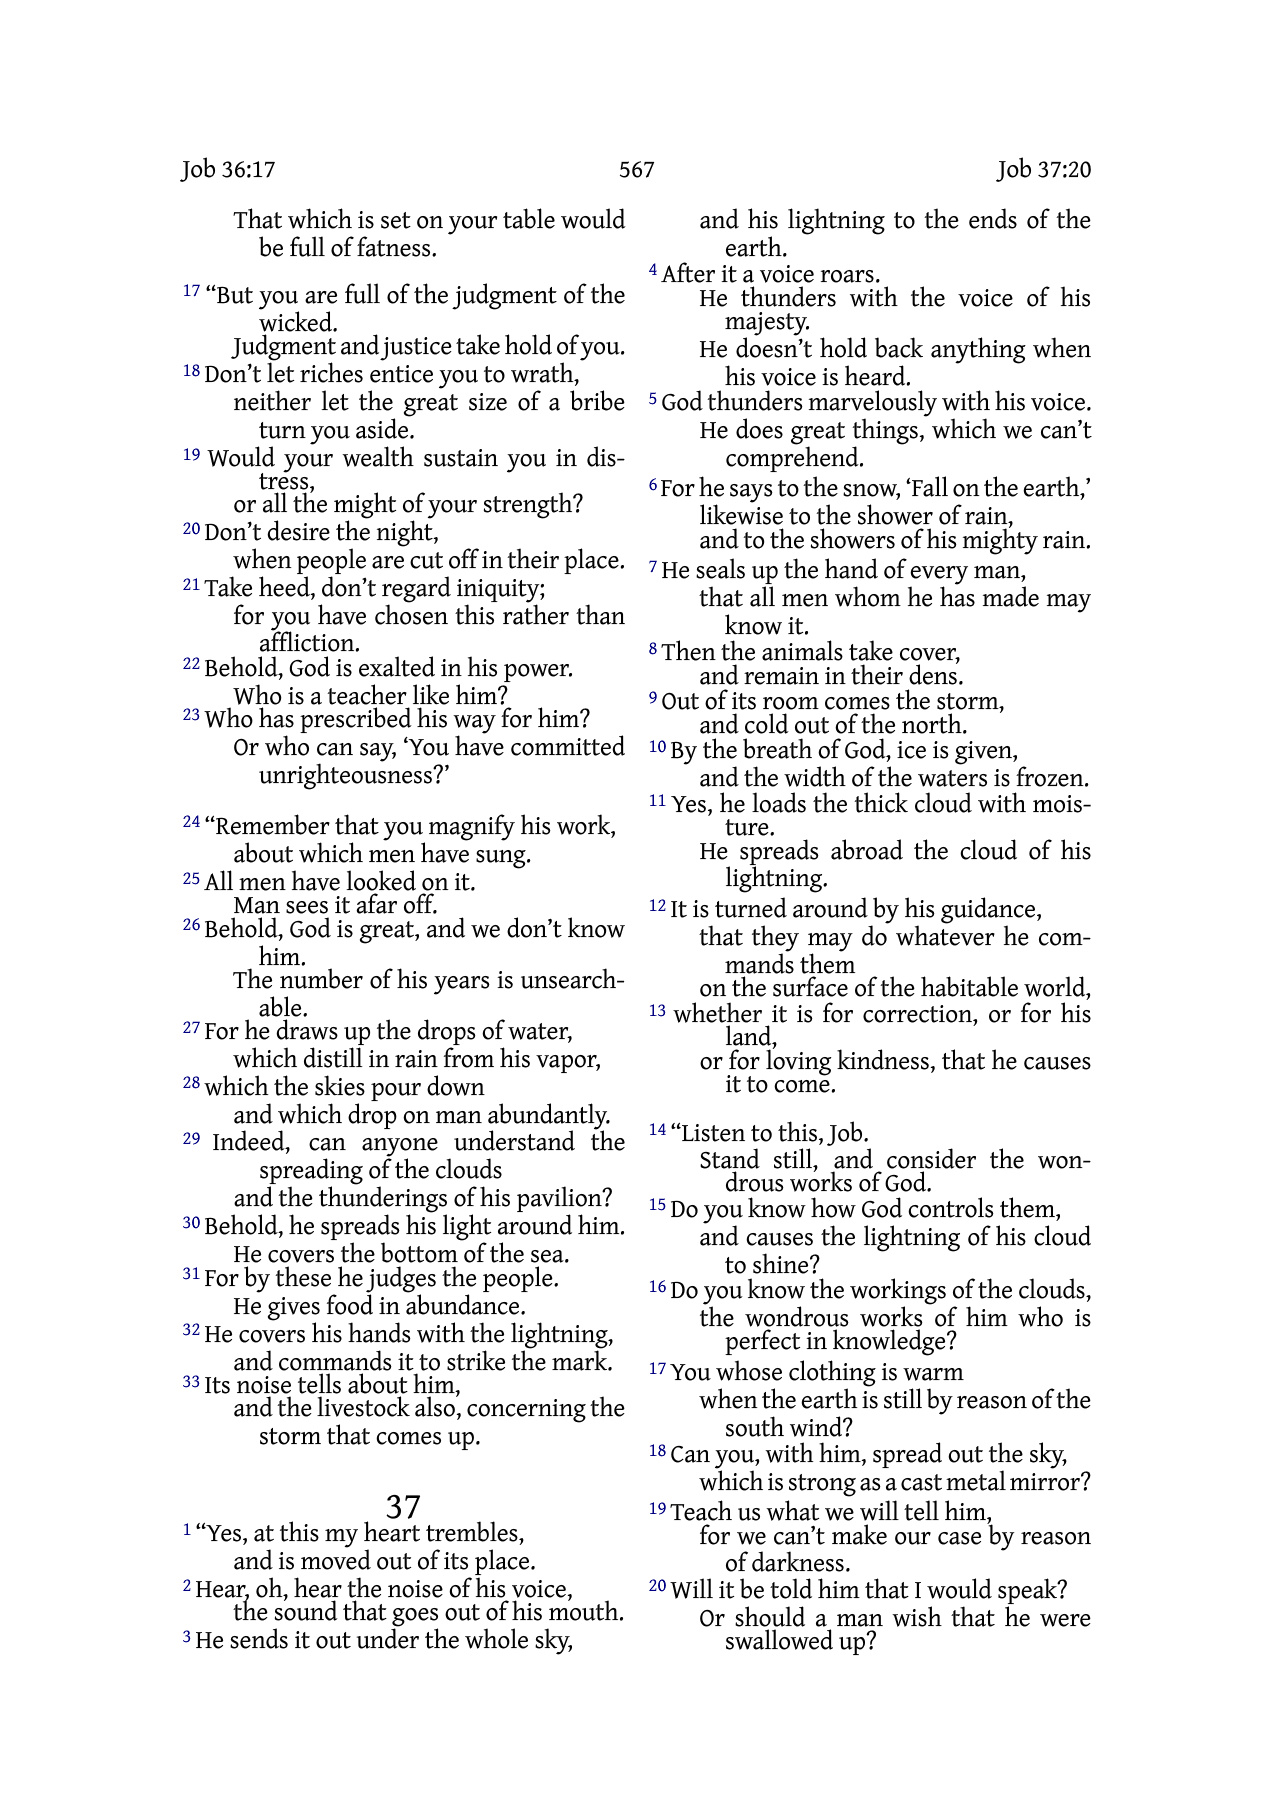 Job 36:17 567 Job 37:20
That which is set on your table would
be full of fatness.
17 “But you are full of the judgment of the
wicked.
Judgment and justice take hold of you.
18 Don’t let riches entice you to wrath,
neither let the great size of a bribe
turn you aside.
19 Would your wealth sustain you in dis-
tress,
or all the might of your strength?
20 Don’t desire the night,
when people are cut off in their place.
21 Take heed, don’t regard iniquity;
for you have chosen this rather than
affliction.
22 Behold, God is exalted in his power.
Who is a teacher like him?
23 Who has prescribed his way for him?
Or who can say, ‘You have committed
unrighteousness?’
24 “Remember that you magnify his work,
about which men have sung.
25 All men have looked on it.
Man sees it afar off.
26 Behold, God is great, and we don’t know
him.
The number of his years is unsearch-
able.
27 For he draws up the drops of water,
which distill in rain from his vapor,
28 which the skies pour down
and which drop on man abundantly.
29 Indeed, can anyone understand the
spreading of the clouds
and the thunderings of his pavilion?
30 Behold, he spreads his light around him.
He covers the bottom of the sea.
31 For by these he judges the people.
He gives food in abundance.
32 He covers his hands with the lightning,
and commands it to strike the mark.
33 Its noise tells about him,
and the livestock also, concerning the
storm that comes up.
37
1 “Yes, at this my heart trembles,
and is moved out of its place.
2 Hear, oh, hear the noise of his voice,
the sound that goes out of his mouth.
3 He sends it out under the whole sky,
and his lightning to the ends of the
earth.
4 After it a voice roars.
He thunders with the voice of his
majesty.
He doesn’t hold back anything when
his voice is heard.
5 God thunders marvelously with his voice.
He does great things, which we can’t
comprehend.
6 For he says to the snow, ‘Fall on the earth,’
likewise to the shower of rain,
and to the showers of his mighty rain.
7 He seals up the hand of every man,
that all men whom he has made may
know it.
8 Then the animals take cover,
and remain in their dens.
9 Out of its room comes the storm,
and cold out of the north.
10 By the breath of God, ice is given,
and the width of the waters is frozen.
11 Yes, he loads the thick cloud with mois-
ture.
He spreads abroad the cloud of his
lightning.
12 It is turned around by his guidance,
that they may do whatever he com-
mands them
on the surface of the habitable world,
13 whether it is for correction, or for his
land,
or for loving kindness, that he causes
it to come.
14 “Listen to this, Job.
Stand still, and consider the won-
drous works of God.
15 Do you know how God controls them,
and causes the lightning of his cloud
to shine?
16 Do you know the workings of the clouds,
the wondrous works of him who is
perfect in knowledge?
17 You whose clothing is warm
when the earth is still by reason of the
south wind?
18 Can you, with him, spread out the sky,
which is strong as a cast metal mirror?
19 Teach us what we will tell him,
for we can’t make our case by reason
of darkness.
20 Will it be told him that I would speak?
Or should a man wish that he were
swallowed up?